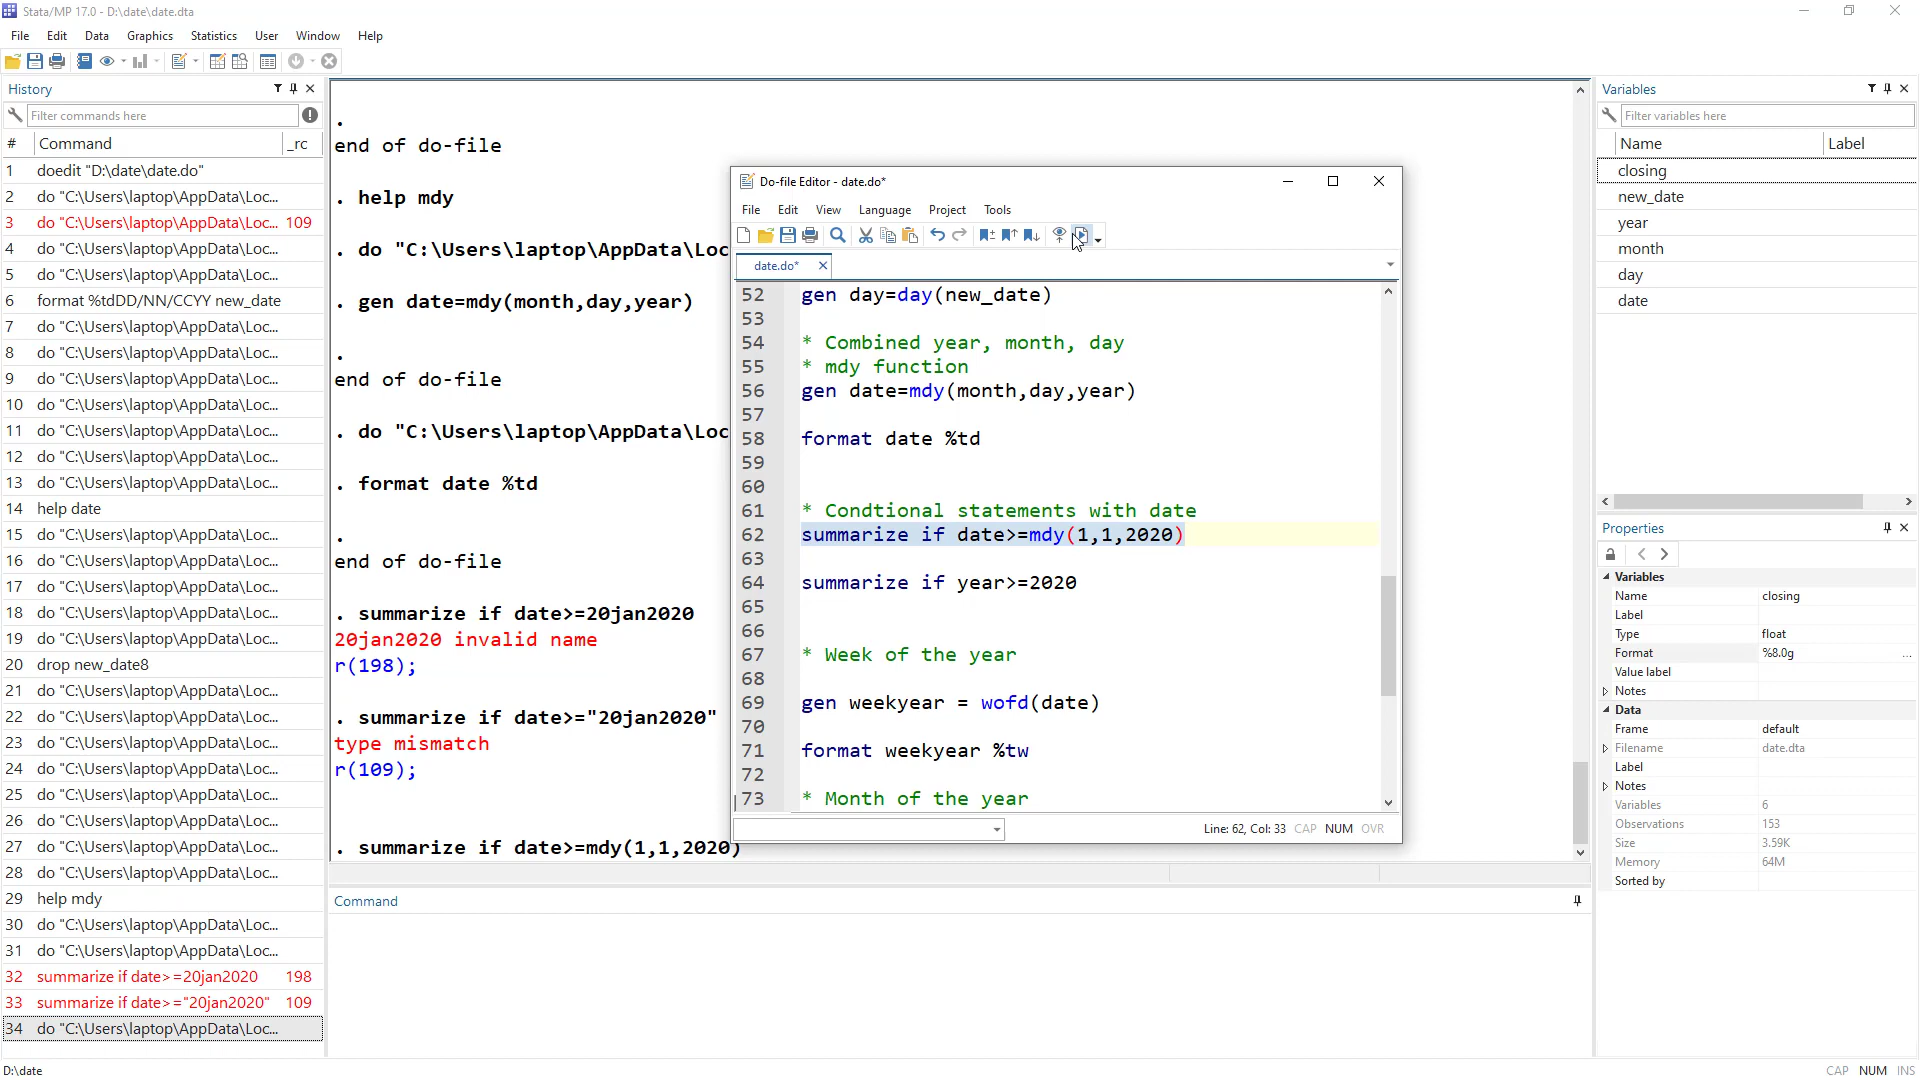 Stata/MP 17.0 - D:\date\date.dta
File Edit Data Graphics Statistics User Window Help
History
Filter commands here
# Command _rc
1 doedit "D:\date\date.do"
2 do "C:\Users\laptop\AppData\Loc...
3 do "C:\Users\laptop\AppData\Loc... 109
4 do "C:\Users\laptop\AppData\Loc...
5 do "C:\Users\laptop\AppData\Loc...
6 format %tdDD/NN/CCYY new_date
7 do "C:\Users\laptop\AppData\Loc...
8 do "C:\Users\laptop\AppData\Loc...
9 do "C:\Users\laptop\AppData\Loc...
10 do "C:\Users\laptop\AppData\Loc...
11 do "C:\Users\laptop\AppData\Loc...
12 do "C:\Users\laptop\AppData\Loc...
13 do "C:\Users\laptop\AppData\Loc...
14 help date
15 do "C:\Users\laptop\AppData\Loc...
16 do "C:\Users\laptop\AppData\Loc...
17 do "C:\Users\laptop\AppData\Loc...
18 do "C:\Users\laptop\AppData\Loc...
19 do "C:\Users\laptop\AppData\Loc...
20 drop new_date8
21 do "C:\Users\laptop\AppData\Loc...
22 do "C:\Users\laptop\AppData\Loc...
23 do "C:\Users\laptop\AppData\Loc...
24 do "C:\Users\laptop\AppData\Loc...
25 do "C:\Users\laptop\AppData\Loc...
26 do "C:\Users\laptop\AppData\Loc...
27 do "C:\Users\laptop\AppData\Loc...
28 do "C:\Users\laptop\AppData\Loc...
29 help mdy
30 do "C:\Users\laptop\AppData\Loc...
31 do "C:\Users\laptop\AppData\Loc...
32 summarize if date>=20jan2020 198
33 summarize if date>="20jan2020" 109
34 do "C:\Users\laptop\AppData\Loc...
.
end of do-file
. help mdy
. do "C:\Users\laptop\AppData\Loc
. gen date=mdy(month,day,year)
.
end of do-file
. do "C:\Users\laptop\AppData\Loc
. format date %td
.
end of do-file
. summarize if date>=20jan2020
20jan2020 invalid name
r(198);
. summarize if date>="20jan2020"
type mismatch
r(109);
. summarize if date>=mdy(1,1,2020)
Command
Do-file Editor - date.do*
File Edit View Language Project Tools
date.do*
52 gen day=day(new_date)
53
54 * Combined year, month, day
55 * mdy function
56 gen date=mdy(month,day,year)
57
58 format date %td
59
60
61 * Condtional statements with date
62 summarize if date>=mdy(1,1,2020)
63
64 summarize if year>=2020
65
66
67 * Week of the year
68
69 gen weekyear = wofd(date)
70
71 format weekyear %tw
72
73 * Month of the year
Line: 62, Col: 33 CAP NUM OVR
Variables
Filter variables here
Name Label
closing
new_date
year
month
day
date
Properties
Variables
Name closing
Label
Type float
Format %8.0g ...
Value label
Notes
Data
Frame default
Filename date.dta
Label
Notes
Variables 6
Observations 153
Size 3.59K
Memory 64M
Sorted by
D:\date
CAP NUM INS